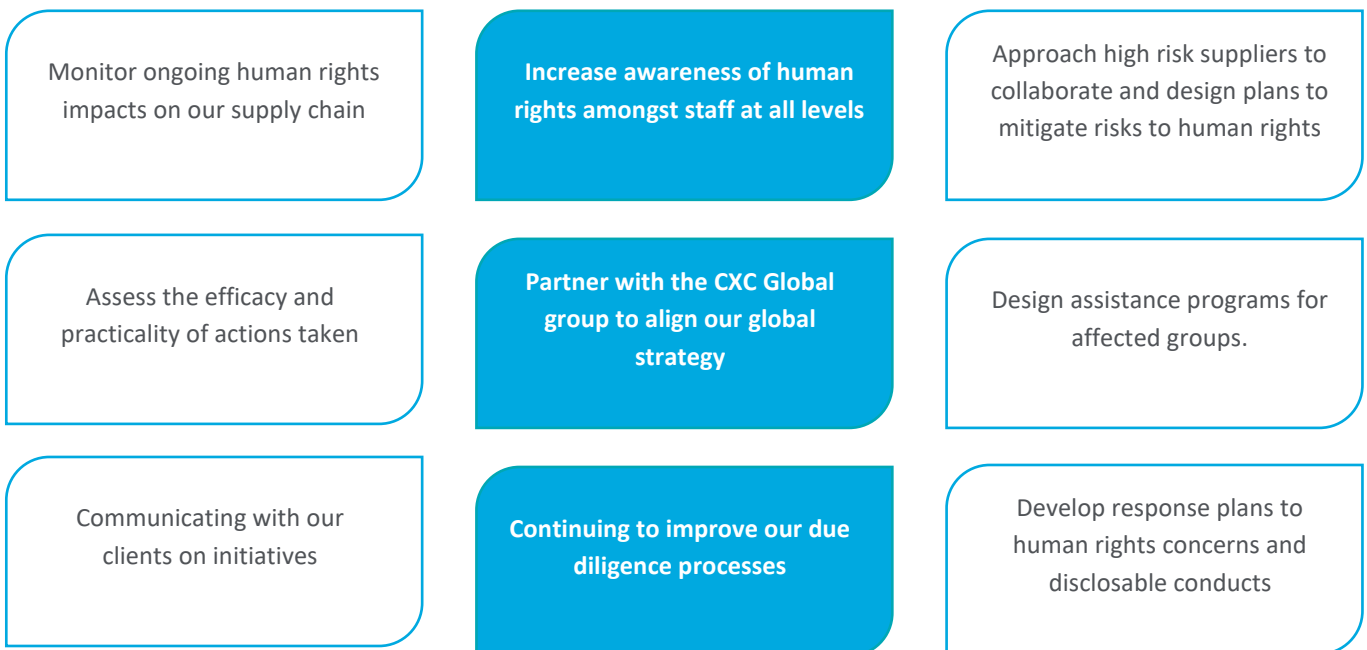 Monitor ongoing human rights
impacts on our supply chain
Increase awareness of human
rights amongst staff at all levels
Approach high risk suppliers to
collaborate and design plans to
mitigate risks to human rights
Assess the efficacy and
practicality of actions taken
Partner with the CXC Global
group to align our global
strategy
Design assistance programs for
affected groups.
Communicating with our
clients on initiatives
Continuing to improve our due
diligence processes
Develop response plans to
human rights concerns and
disclosable conducts